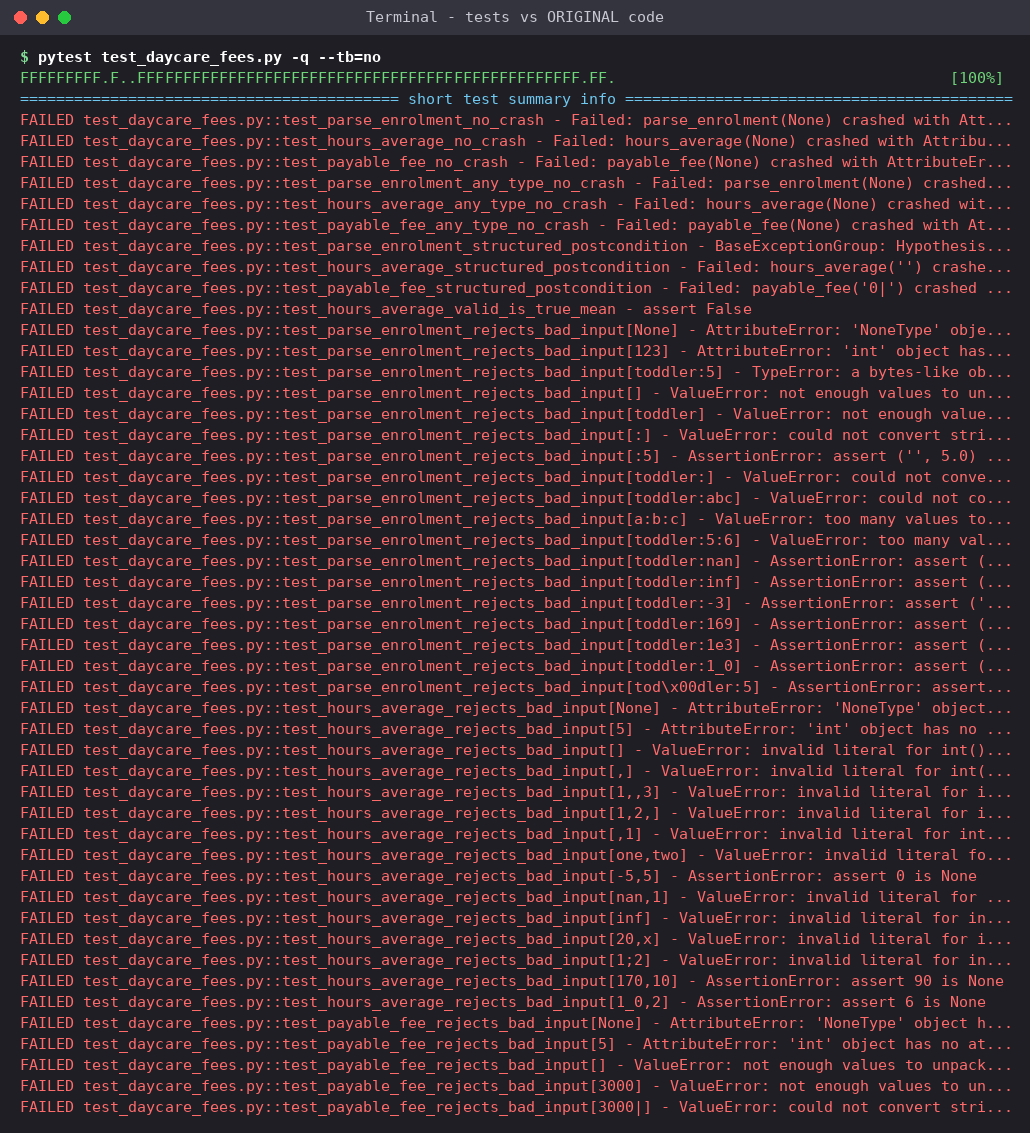 Terminal - tests vs ORIGINAL code
$ pytest test_daycare_fees.py -q --tb=no
FFFFFFFFF.F..FFFFFFFFFFFFFFFFFFFFFFFFFFFFFFFFFFFFFFFFFFFFFFFFF.FF. [100%]
========================================== short test summary info ===========================================
FAILED test_daycare_fees.py::test_parse_enrolment_no_crash - Failed: parse_enrolment(None) crashed with Att...
FAILED test_daycare_fees.py::test_hours_average_no_crash - Failed: hours_average(None) crashed with Attribu...
FAILED test_daycare_fees.py::test_payable_fee_no_crash - Failed: payable_fee(None) crashed with AttributeEr...
FAILED test_daycare_fees.py::test_parse_enrolment_any_type_no_crash - Failed: parse_enrolment(None) crashed...
FAILED test_daycare_fees.py::test_hours_average_any_type_no_crash - Failed: hours_average(None) crashed wit...
FAILED test_daycare_fees.py::test_payable_fee_any_type_no_crash - Failed: payable_fee(None) crashed with At...
FAILED test_daycare_fees.py::test_parse_enrolment_structured_postcondition - BaseExceptionGroup: Hypothesis...
FAILED test_daycare_fees.py::test_hours_average_structured_postcondition - Failed: hours_average('') crashe...
FAILED test_daycare_fees.py::test_payable_fee_structured_postcondition - Failed: payable_fee('0|') crashed ...
FAILED test_daycare_fees.py::test_hours_average_valid_is_true_mean - assert False
FAILED test_daycare_fees.py::test_parse_enrolment_rejects_bad_input[None] - AttributeError: 'NoneType' obje...
FAILED test_daycare_fees.py::test_parse_enrolment_rejects_bad_input[123] - AttributeError: 'int' object has...
FAILED test_daycare_fees.py::test_parse_enrolment_rejects_bad_input[toddler:5] - TypeError: a bytes-like ob...
FAILED test_daycare_fees.py::test_parse_enrolment_rejects_bad_input[] - ValueError: not enough values to un...
FAILED test_daycare_fees.py::test_parse_enrolment_rejects_bad_input[toddler] - ValueError: not enough value...
FAILED test_daycare_fees.py::test_parse_enrolment_rejects_bad_input[:] - ValueError: could not convert stri...
FAILED test_daycare_fees.py::test_parse_enrolment_rejects_bad_input[:5] - AssertionError: assert ('', 5.0) ...
FAILED test_daycare_fees.py::test_parse_enrolment_rejects_bad_input[toddler:] - ValueError: could not conve...
FAILED test_daycare_fees.py::test_parse_enrolment_rejects_bad_input[toddler:abc] - ValueError: could not co...
FAILED test_daycare_fees.py::test_parse_enrolment_rejects_bad_input[a:b:c] - ValueError: too many values to...
FAILED test_daycare_fees.py::test_parse_enrolment_rejects_bad_input[toddler:5:6] - ValueError: too many val...
FAILED test_daycare_fees.py::test_parse_enrolment_rejects_bad_input[toddler:nan] - AssertionError: assert (...
FAILED test_daycare_fees.py::test_parse_enrolment_rejects_bad_input[toddler:inf] - AssertionError: assert (...
FAILED test_daycare_fees.py::test_parse_enrolment_rejects_bad_input[toddler:-3] - AssertionError: assert ('...
FAILED test_daycare_fees.py::test_parse_enrolment_rejects_bad_input[toddler:169] - AssertionError: assert (...
FAILED test_daycare_fees.py::test_parse_enrolment_rejects_bad_input[toddler:1e3] - AssertionError: assert (...
FAILED test_daycare_fees.py::test_parse_enrolment_rejects_bad_input[toddler:1_0] - AssertionError: assert (...
FAILED test_daycare_fees.py::test_parse_enrolment_rejects_bad_input[tod\x00dler:5] - AssertionError: assert...
FAILED test_daycare_fees.py::test_hours_average_rejects_bad_input[None] - AttributeError: 'NoneType' object...
FAILED test_daycare_fees.py::test_hours_average_rejects_bad_input[5] - AttributeError: 'int' object has no ...
FAILED test_daycare_fees.py::test_hours_average_rejects_bad_input[] - ValueError: invalid literal for int()...
FAILED test_daycare_fees.py::test_hours_average_rejects_bad_input[,] - ValueError: invalid literal for int(...
FAILED test_daycare_fees.py::test_hours_average_rejects_bad_input[1,,3] - ValueError: invalid literal for i...
FAILED test_daycare_fees.py::test_hours_average_rejects_bad_input[1,2,] - ValueError: invalid literal for i...
FAILED test_daycare_fees.py::test_hours_average_rejects_bad_input[,1] - ValueError: invalid literal for int...
FAILED test_daycare_fees.py::test_hours_average_rejects_bad_input[one,two] - ValueError: invalid literal fo...
FAILED test_daycare_fees.py::test_hours_average_rejects_bad_input[-5,5] - AssertionError: assert 0 is None
FAILED test_daycare_fees.py::test_hours_average_rejects_bad_input[nan,1] - ValueError: invalid literal for ...
FAILED test_daycare_fees.py::test_hours_average_rejects_bad_input[inf] - ValueError: invalid literal for in...
FAILED test_daycare_fees.py::test_hours_average_rejects_bad_input[20,x] - ValueError: invalid literal for i...
FAILED test_daycare_fees.py::test_hours_average_rejects_bad_input[1;2] - ValueError: invalid literal for in...
FAILED test_daycare_fees.py::test_hours_average_rejects_bad_input[170,10] - AssertionError: assert 90 is None
FAILED test_daycare_fees.py::test_hours_average_rejects_bad_input[1_0,2] - AssertionError: assert 6 is None
FAILED test_daycare_fees.py::test_payable_fee_rejects_bad_input[None] - AttributeError: 'NoneType' object h...
FAILED test_daycare_fees.py::test_payable_fee_rejects_bad_input[5] - AttributeError: 'int' object has no at...
FAILED test_daycare_fees.py::test_payable_fee_rejects_bad_input[] - ValueError: not enough values to unpack...
FAILED test_daycare_fees.py::test_payable_fee_rejects_bad_input[3000] - ValueError: not enough values to un...
FAILED test_daycare_fees.py::test_payable_fee_rejects_bad_input[3000|] - ValueError: could not convert stri...